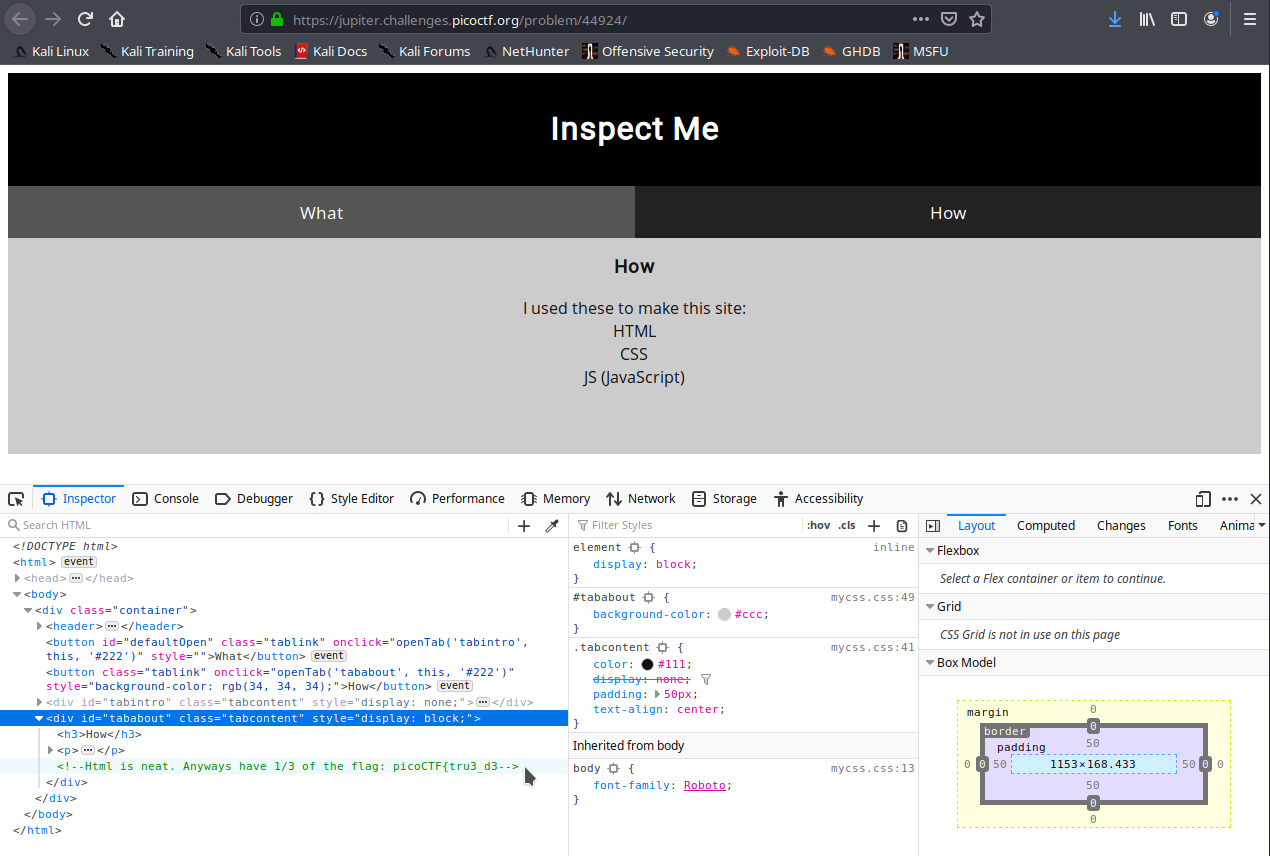 https://jupiter.challenges.picoctf.org/problem/44924/
Kali Linux Kali Training Kali Tools Kali Docs Kali Forums NetHunter Offensive Security Exploit-DB GHDB MSFU
Inspect Me
What How
How
I used these to make this site:
HTML
CSS
JS (JavaScript)
Inspector Console Debugger Style Editor Performance Memory Network Storage Accessibility
Search HTML
<!DOCTYPE html>
<html> event
<head> ··· </head>
<body>
<div class="container">
<header> ··· </header>
<button id="defaultOpen" class="tablink" onclick="openTab('tabintro',
this, '#222')" style="">What</button> event
<button class="tablink" onclick="openTab('tababout', this, '#222')"
style="background-color: rgb(34, 34, 34);">How</button> event
<div id="tabintro" class="tabcontent" style="display: none;"> ··· </div>
<div id="tababout" class="tabcontent" style="display: block;">
<h3>How</h3>
<p> ··· </p>
<!--Html is neat. Anyways have 1/3 of the flag: picoCTF{tru3_d3-->
</div>
</div>
</body>
</html>
Filter Styles :hov .cls
element { inline
display: block;
}
#tababout { mycss.css:49
background-color: #ccc;
}
.tabcontent { mycss.css:41
color: #111;
display: none;
padding: 50px;
text-align: center;
}
Inherited from body
body { mycss.css:13
font-family: Roboto;
}
Layout Computed Changes Fonts Anima
Flexbox
Select a Flex container or item to continue.
Grid
CSS Grid is not in use on this page
Box Model
margin 0
border 0
padding 50
0 0 50 1153×168.433 50 0 0
50
0
0